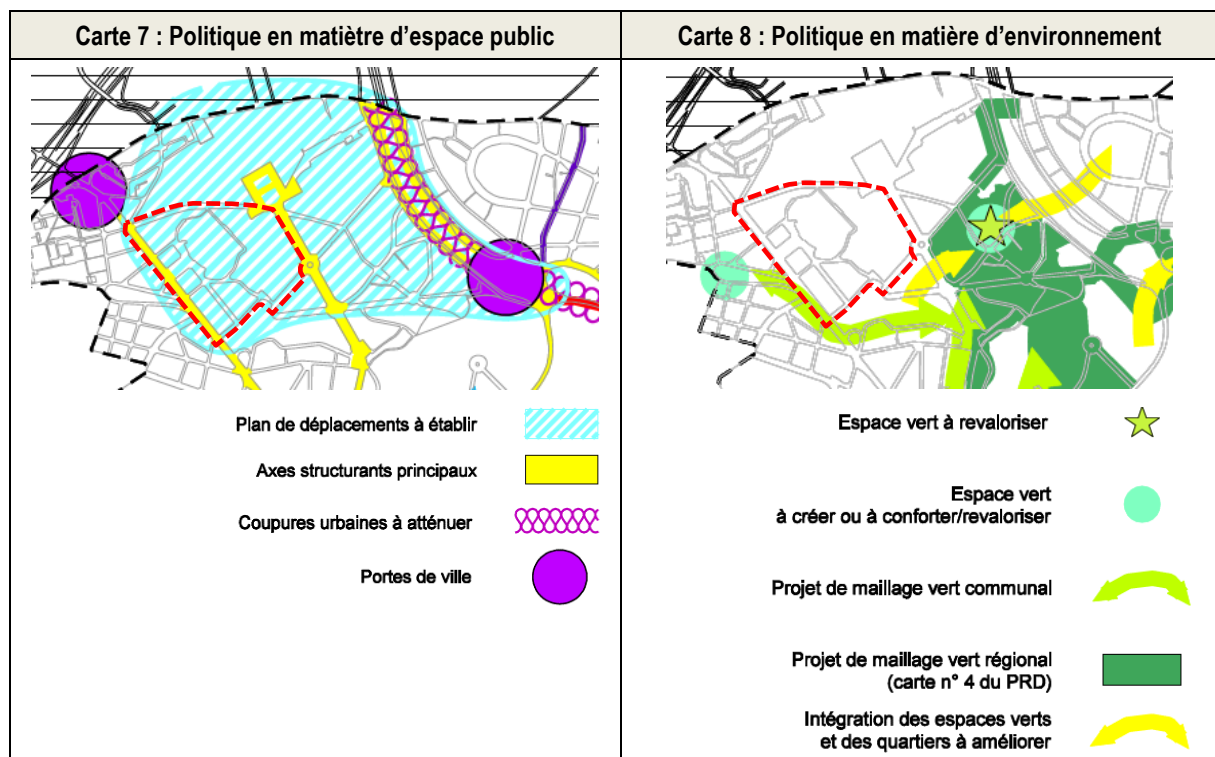 Carte 7 : Politique en matiètre d’espace public
Carte 8 : Politique en matière d’environnement
Plan de déplacements à établir
Axes structurants principaux
Coupures urbaines à atténuer
Portes de ville
Espace vert à revaloriser
Espace vert
à créer ou à conforter/revaloriser
Projet de maillage vert communal
Projet de maillage vert régional
(carte n° 4 du PRD)
Intégration des espaces verts
et des quartiers à améliorer